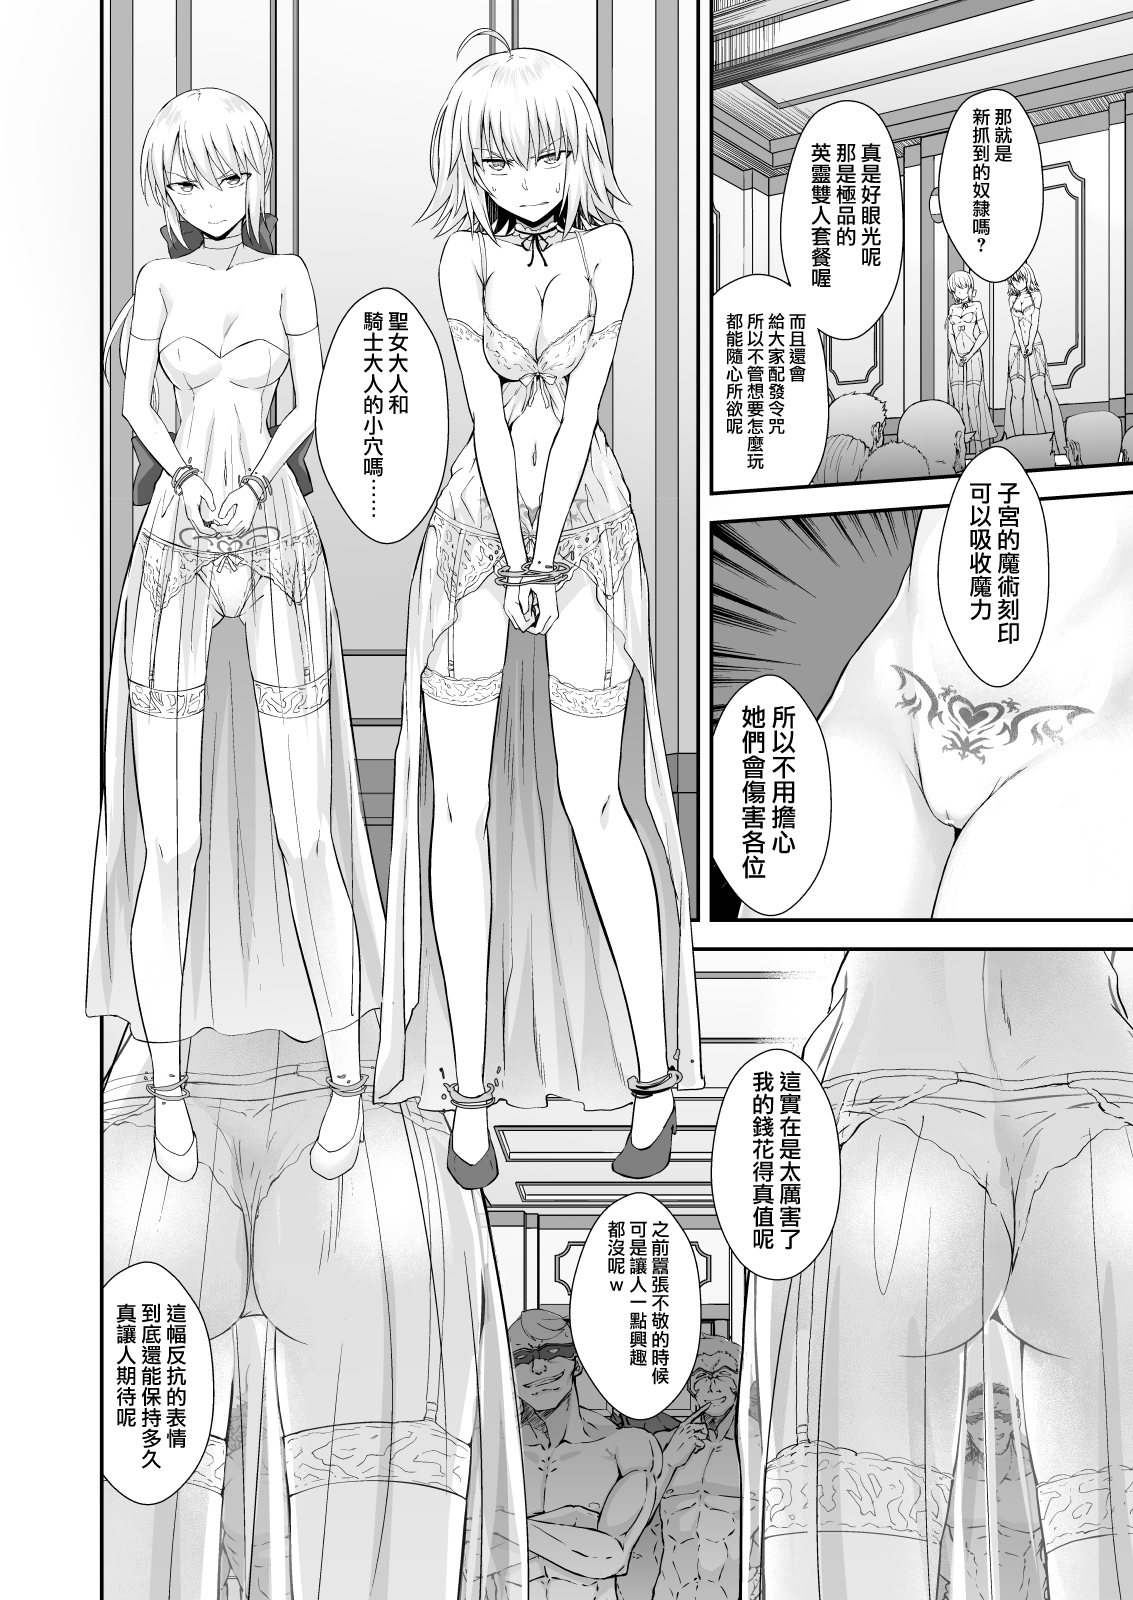 那就是
新抓到的奴隸嗎?
真是好眼光呢
那是極品的
英靈雙人套餐喔
而且還會
給大家配發令咒
所以不管想要怎麼玩
都能隨心所欲呢
子宮的魔術刻印
可以吸收魔力
所以不用擔心
她們會傷害各位
聖女大人和
騎士大人的小穴嗎……
這實在是太厲害了
我的錢花得真值呢
之前囂張不敬的時候
可是讓人一點興趣
都沒呢w
這幅反抗的表情
到底還能保持多久
真讓人期待呢